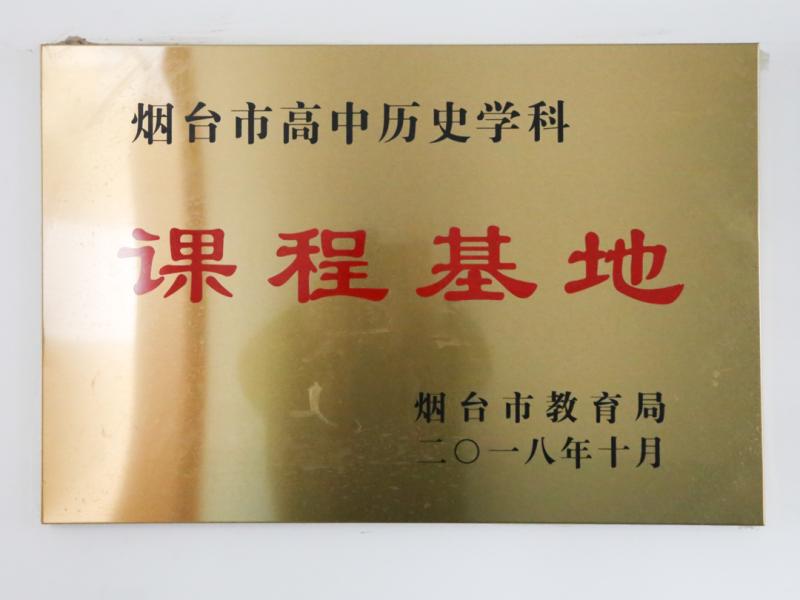 烟台市高中历史学科
课程基地
烟台市教育局
二〇一八年十月